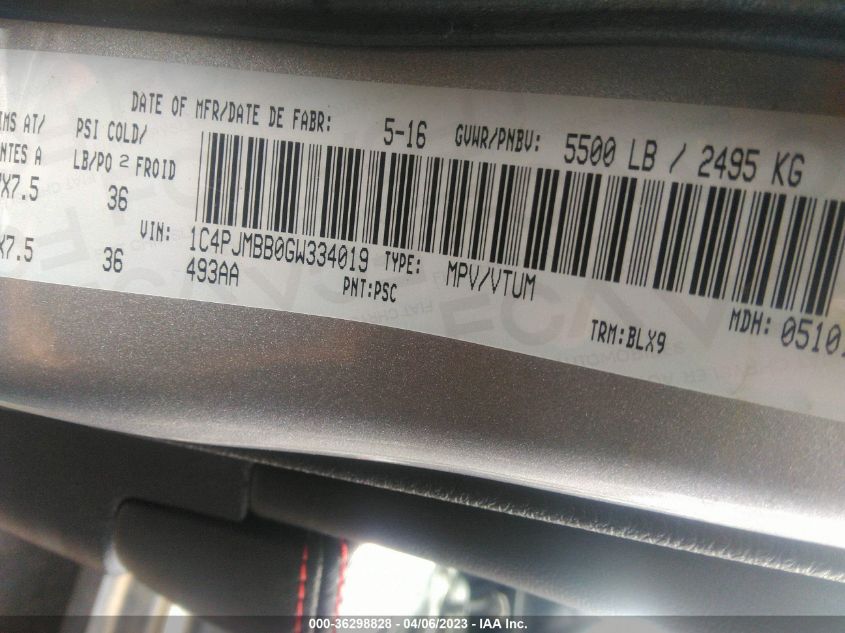 DATE OF MFR/DATE DE FABR: 5-16 GVWR/PNBV: 5500 LB / 2495 KG
AT/ PSI COLD/
A LB/PO 2 FROID
X7.5 36
X7.5 36
VIN: 1C4PJMBB0GW334019 TYPE: MPV/VTUM MDH: 0510
493AA PNT:PSC TRM:BLX9
000-36298828 - 04/06/2023 - IAA Inc.